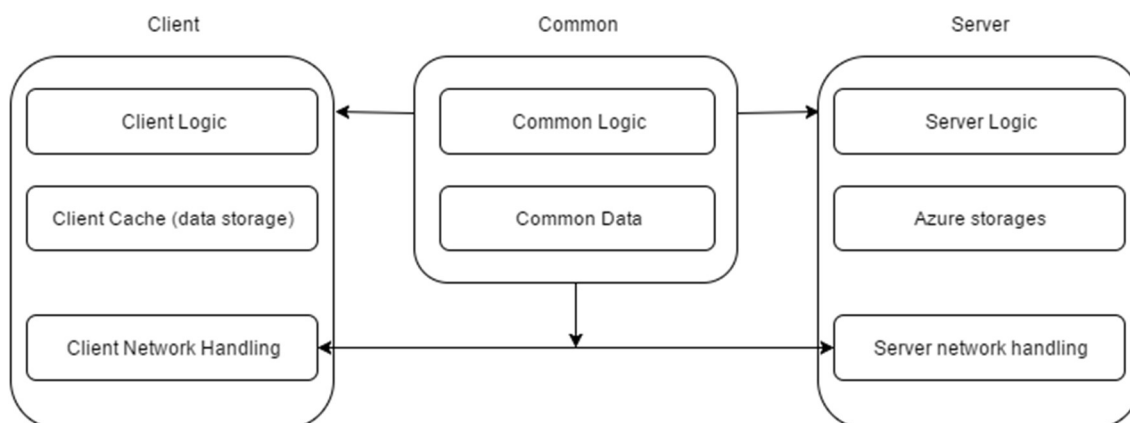 Client
Common
Server
Client Logic
Common Logic
Server Logic
Client Cache (data storage)
Common Data
Azure storages
Client Network Handling
Server network handling